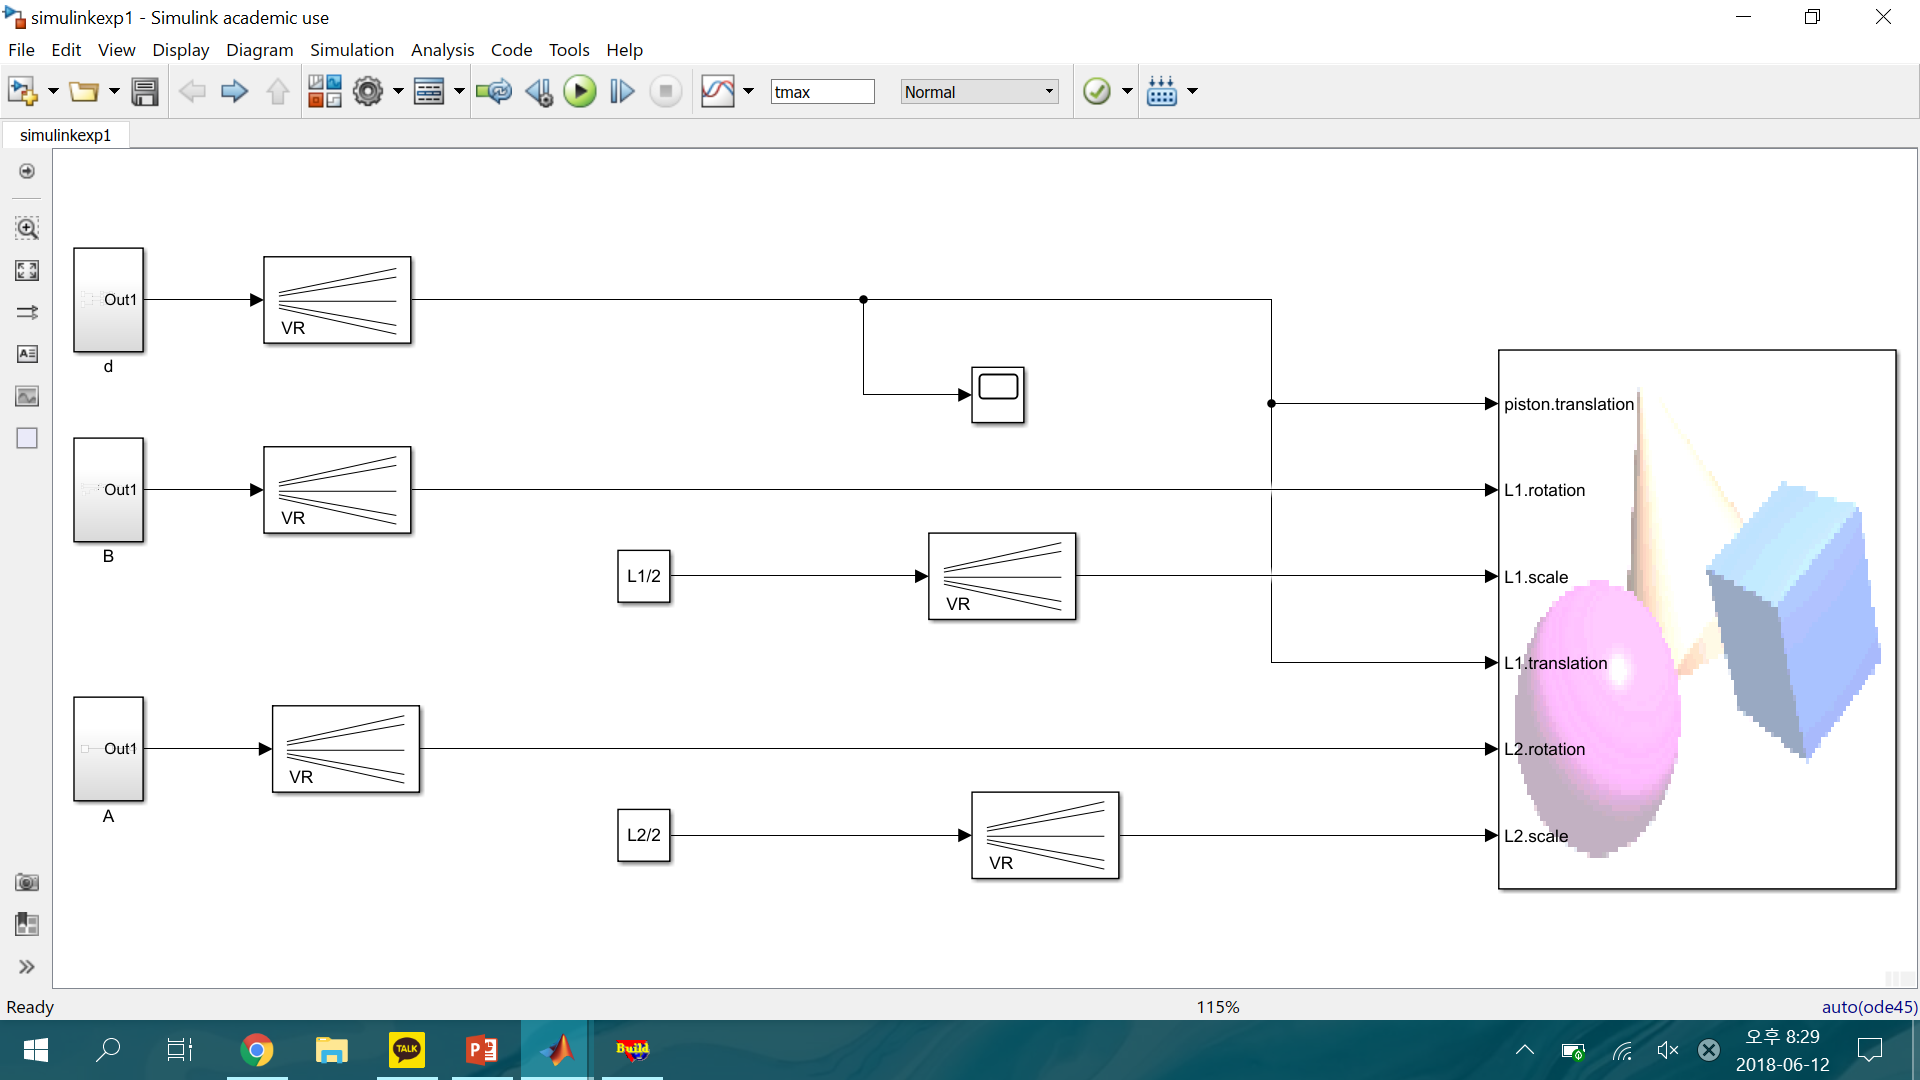 simulinkexp1 - Simulink academic use
File Edit View Display Diagram Simulation Analysis Code Tools Help
tmax Normal
simulinkexp1
Out1
VR
d
piston.translation
Out1
VR
B
L1.rotation
L1/2
VR
L1.scale
L1.translation
Out1
VR
A
L2.rotation
L2/2
VR
L2.scale
Ready 115% auto(ode45)
TALK
Build
오후 8:29
2018-06-12